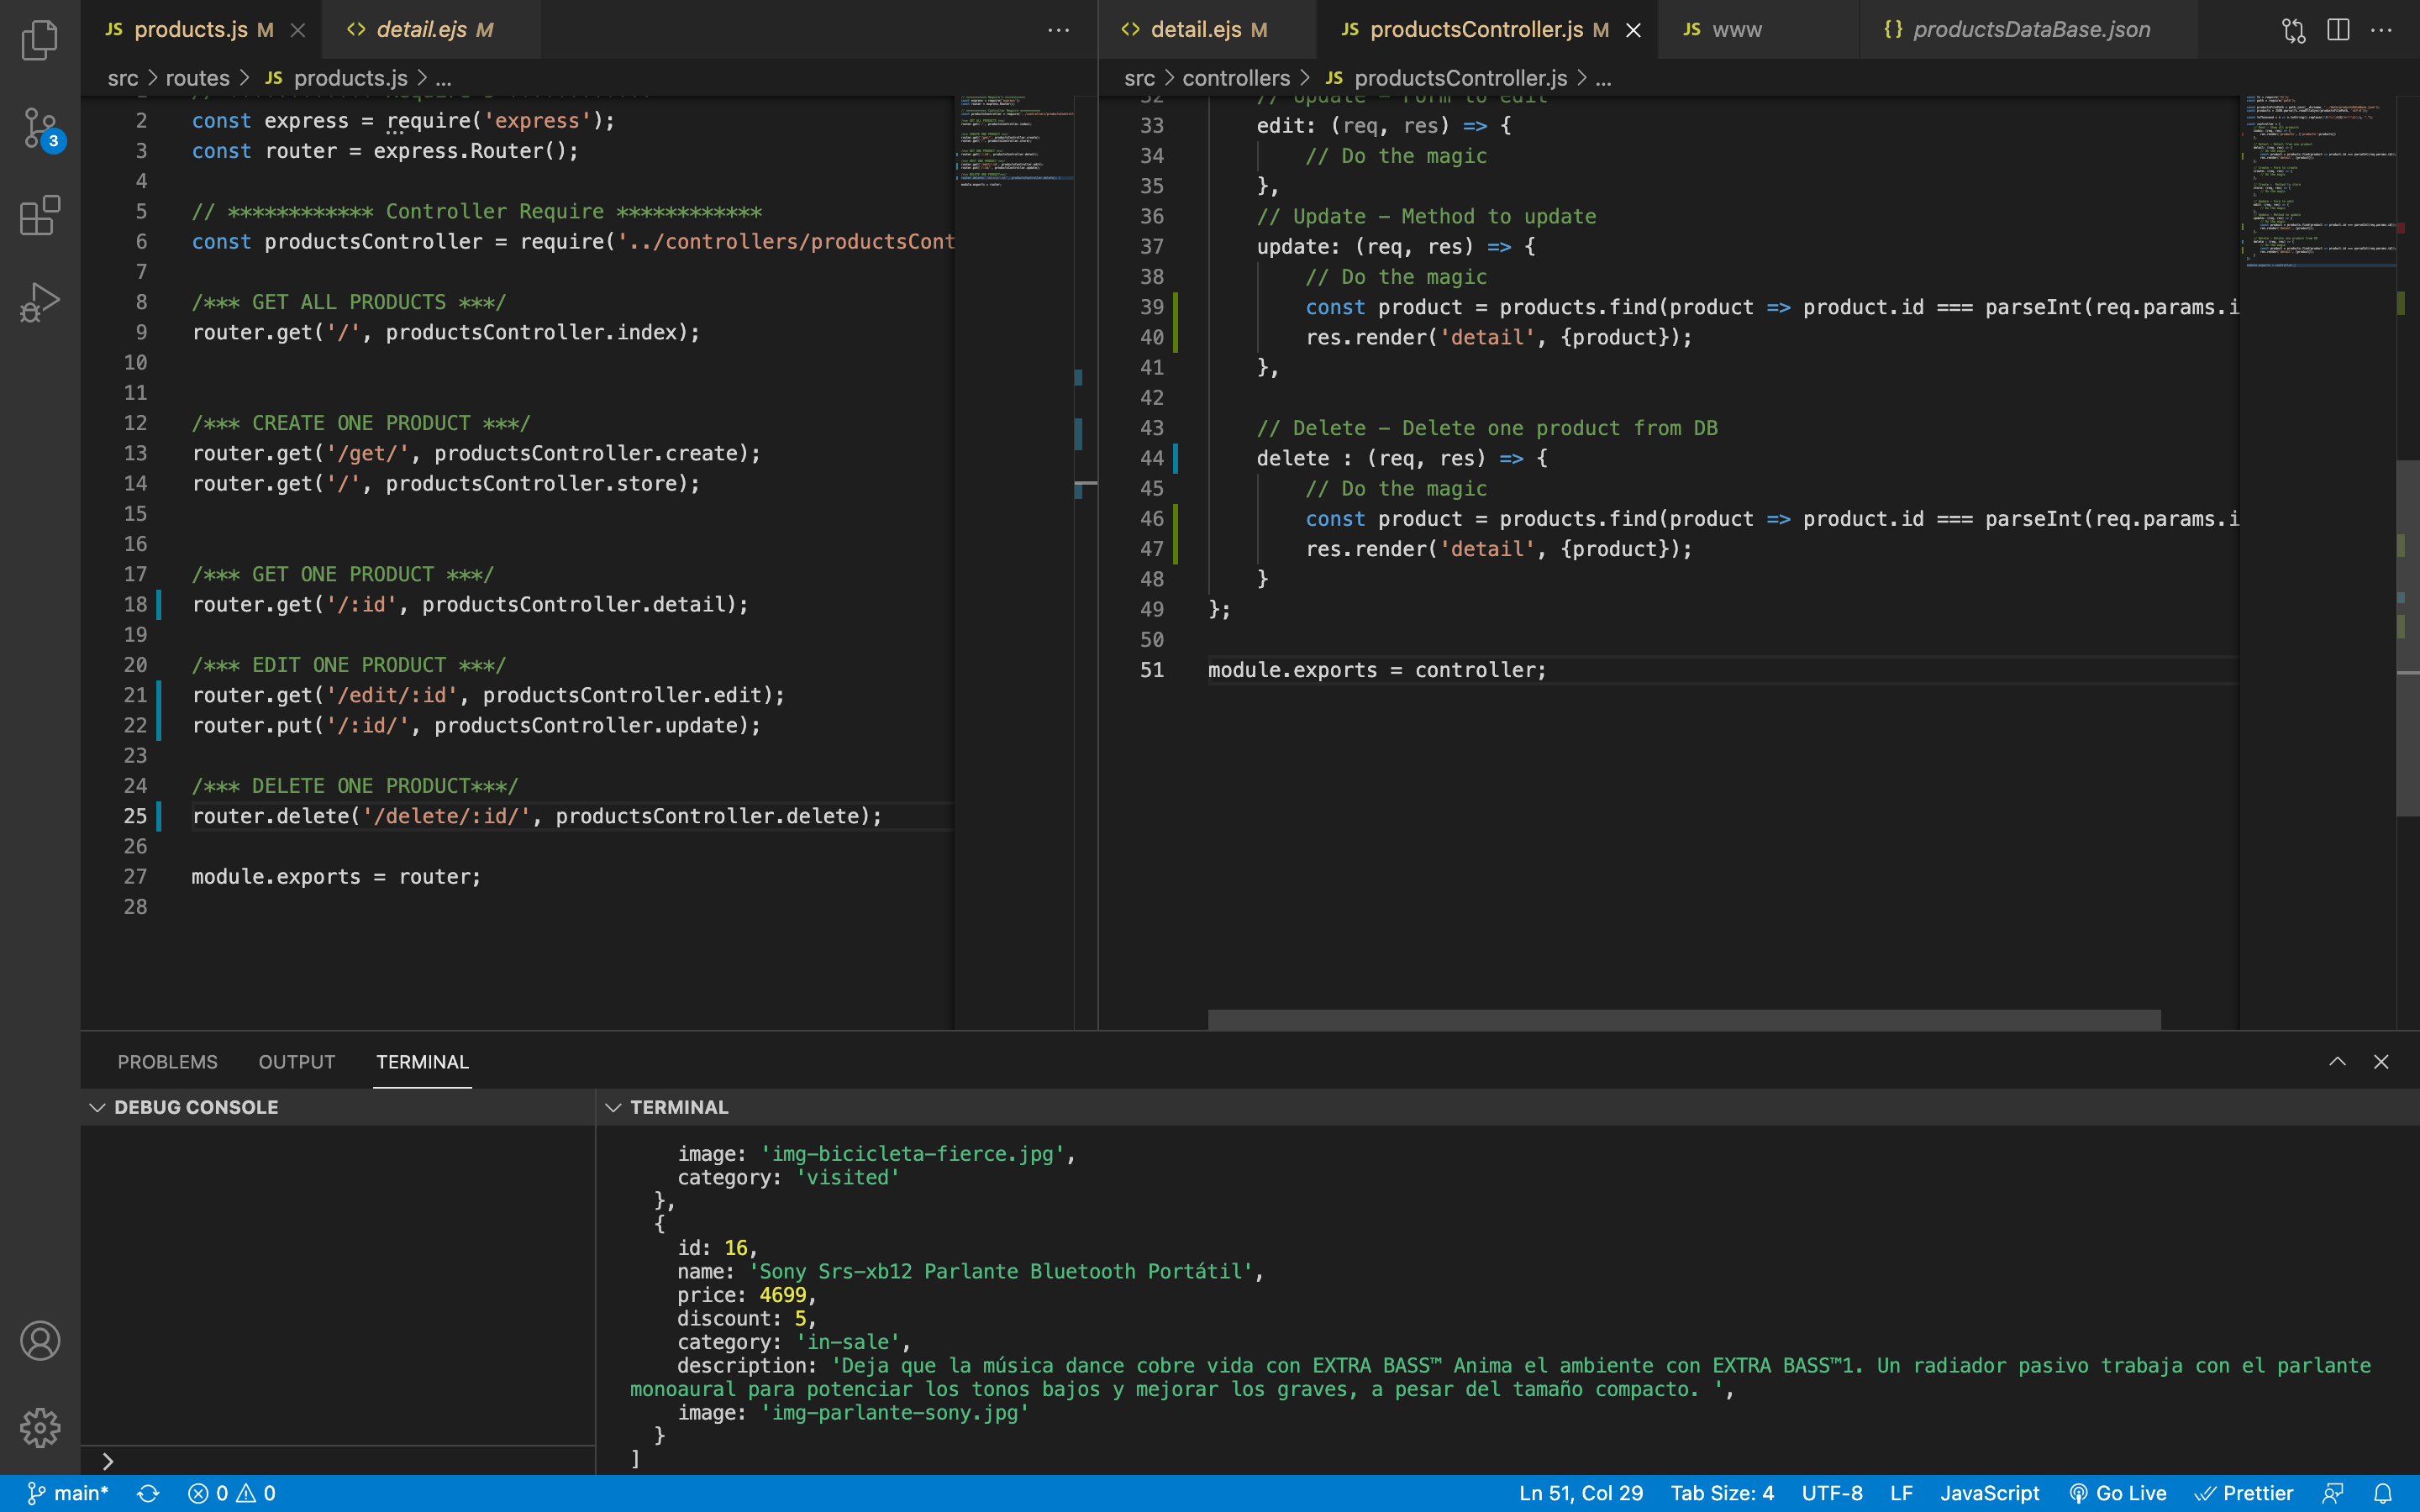 JS products.js M
<> detail.ejs M
...
<> detail.ejs M
JS productsController.js M
JS www
{} productsDataBase.json
...
src > routes > JS products.js > ...
2 const express = require('express');
3 const router = express.Router();
4
5 // ************ Controller Require ************
6 const productsController = require('../controllers/productsCont
7
8 /*** GET ALL PRODUCTS ***/
9 router.get('/', productsController.index);
10
11
12 /*** CREATE ONE PRODUCT ***/
13 router.get('/get/', productsController.create);
14 router.get('/', productsController.store);
15
16
17 /*** GET ONE PRODUCT ***/
18 router.get('/:id', productsController.detail);
19
20 /*** EDIT ONE PRODUCT ***/
21 router.get('/edit/:id', productsController.edit);
22 router.put('/:id/', productsController.update);
23
24 /*** DELETE ONE PRODUCT***/
25 router.delete('/delete/:id/', productsController.delete);
26
27 module.exports = router;
28
src > controllers > JS productsController.js > ...
32 // Update - Form to edit
33 edit: (req, res) => {
34 // Do the magic
35 },
36 // Update - Method to update
37 update: (req, res) => {
38 // Do the magic
39 const product = products.find(product => product.id === parseInt(req.params.i
40 res.render('detail', {product});
41 },
42
43 // Delete - Delete one product from DB
44 delete : (req, res) => {
45 // Do the magic
46 const product = products.find(product => product.id === parseInt(req.params.i
47 res.render('detail', {product});
48 }
49 };
50
51 module.exports = controller;
3
PROBLEMS OUTPUT TERMINAL
DEBUG CONSOLE
TERMINAL
image: 'img-bicicleta-fierce.jpg',
category: 'visited'
},
{
id: 16,
name: 'Sony Srs-xb12 Parlante Bluetooth Portátil',
price: 4699,
discount: 5,
category: 'in-sale',
description: 'Deja que la música dance cobre vida con EXTRA BASS™ Anima el ambiente con EXTRA BASS™1. Un radiador pasivo trabaja con el parlante
monoaural para potenciar los tonos bajos y mejorar los graves, a pesar del tamaño compacto. ',
image: 'img-parlante-sony.jpg'
}
]
>
main* 0 0 Ln 51, Col 29 Tab Size: 4 UTF-8 LF JavaScript Go Live Prettier